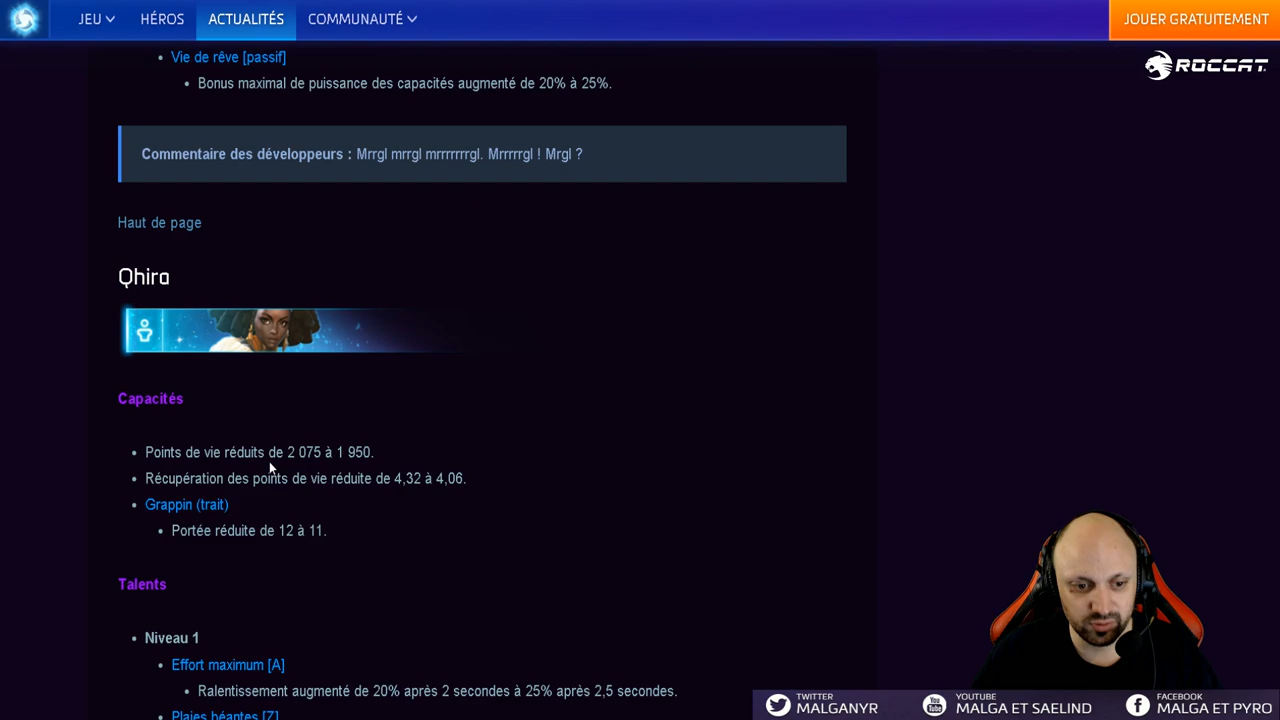 JEU HÉROS ACTUALITÉS COMMUNAUTÉ JOUER GRATUITEMENT
ROCCAT
Vie de rêve [passif]
Bonus maximal de puissance des capacités augmenté de 20% à 25%.
Commentaire des développeurs : Mrrgl mrrgl mrrrrrrgl. Mrrrrrgl ! Mrgl ?
Haut de page
Qhira
Capacités
Points de vie réduits de 2 075 à 1 950.
Récupération des points de vie réduite de 4,32 à 4,06.
Grappin (trait)
Portée réduite de 12 à 11.
Talents
Niveau 1
Effort maximum [A]
Ralentissement augmenté de 20% après 2 secondes à 25% après 2,5 secondes.
Plaies béantes [Z]
TWITTER
MALGANYR
YOUTUBE
MALGA ET SAELIND
FACEBOOK
MALGA ET PYRO